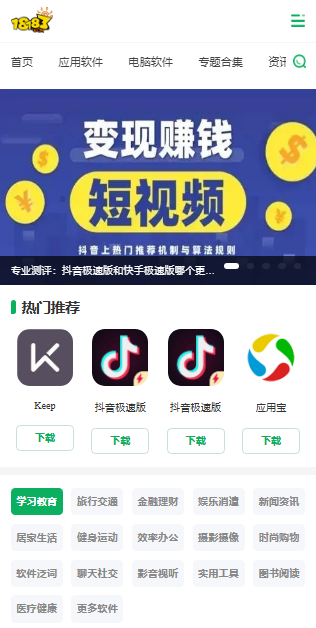 18183
首页 应用软件 电脑软件 专题合集 资讯
变现赚钱
短视频
抖音上热门推荐机制与算法规则
专业测评：抖音极速版和快手极速版哪个更...
热门推荐
Keep 抖音极速版 抖音极速版 应用宝
下载 下载 下载 下载
学习教育 旅行交通 金融理财 娱乐消遣 新闻资讯
居家生活 健身运动 效率办公 摄影摄像 时尚购物
软件泛词 聊天社交 影音视听 实用工具 图书阅读
医疗健康 更多软件